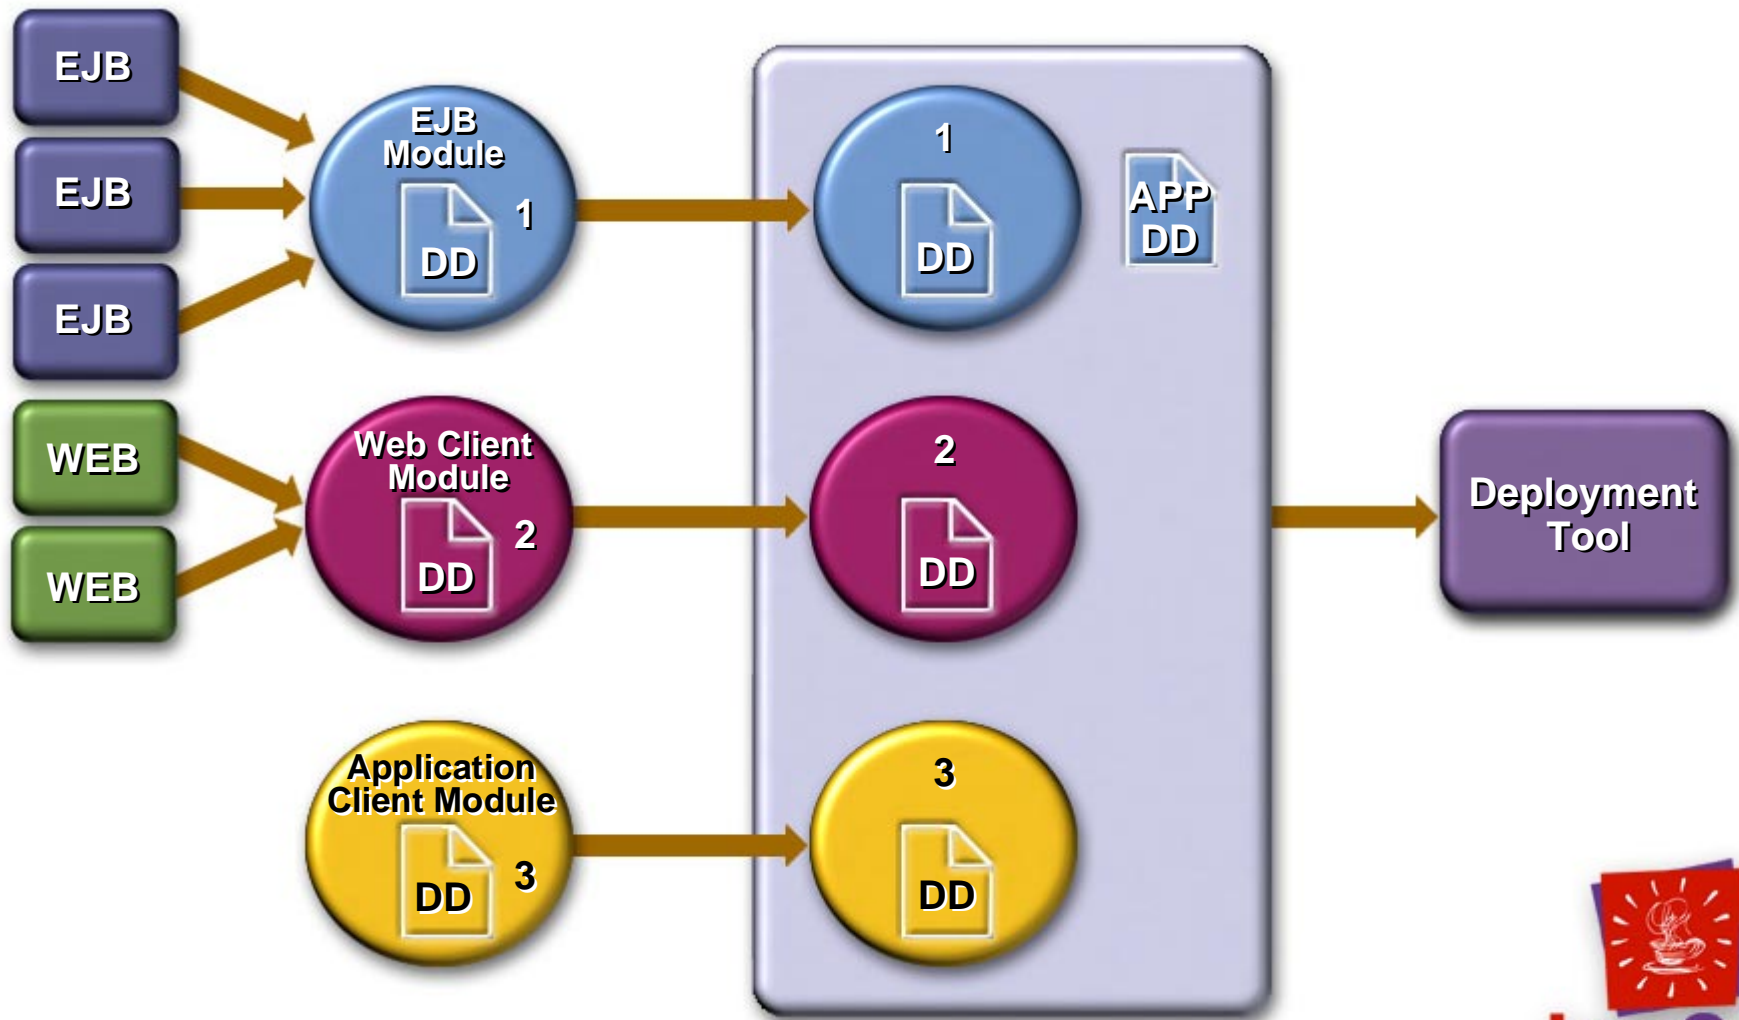 EJB
EJB
EJB
WEB
WEB
EJB
Module
1
DD
Web Client
Module
2
DD
Application
Client Module
3
DD
1
DD
APP
DD
2
DD
3
DD
Deployment
Tool